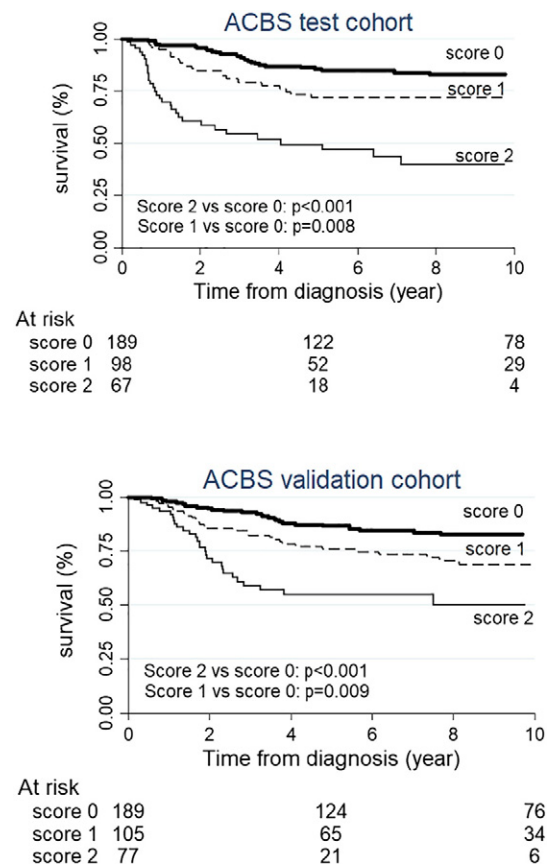 ACBS test cohort
survival (%)
1.00
0.75
0.50
0.25
0.00
score 0
score 1
score 2
Score 2 vs score 0: p<0.001
Score 1 vs score 0: p=0.008
0 2 4 6 8 10
Time from diagnosis (year)
At risk
score 0 189 122 78
score 1 98 52 29
score 2 67 18 4
ACBS validation cohort
survival (%)
1.00
0.75
0.50
0.25
0.00
score 0
score 1
score 2
Score 2 vs score 0: p<0.001
Score 1 vs score 0: p=0.009
0 2 4 6 8 10
Time from diagnosis (year)
At risk
score 0 189 124 76
score 1 105 65 34
score 2 77 21 6